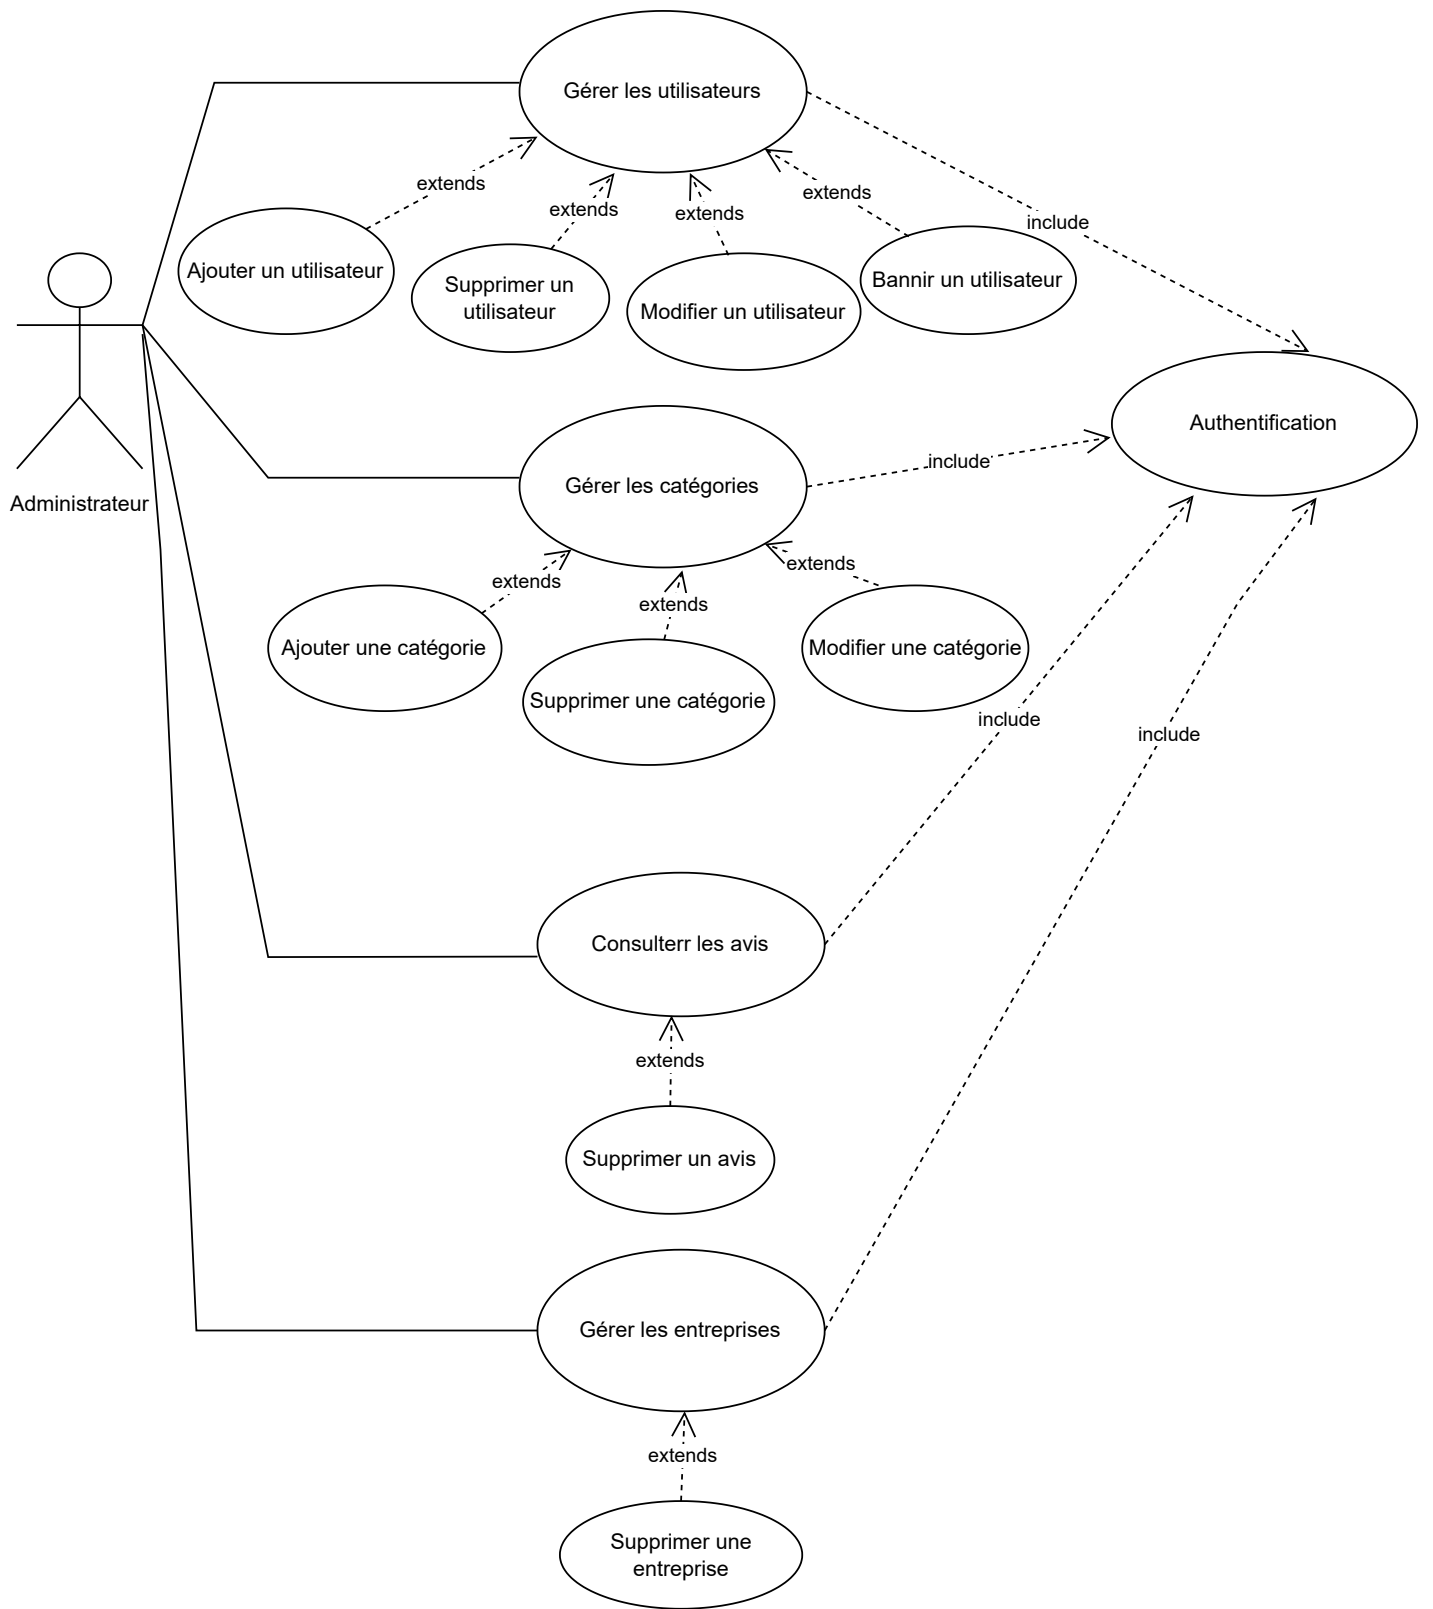 Gérer les utilisateurs
extends
extends
extends
extends
include
Ajouter un utilisateur
Supprimer un
utilisateur
Modifier un utilisateur
Bannir un utilisateur
Administrateur
Authentification
Gérer les catégories
include
extends
extends
extends
Ajouter une catégorie
Supprimer une catégorie
Modifier une catégorie
include
include
Consulterr les avis
extends
Supprimer un avis
Gérer les entreprises
extends
Supprimer une
entreprise